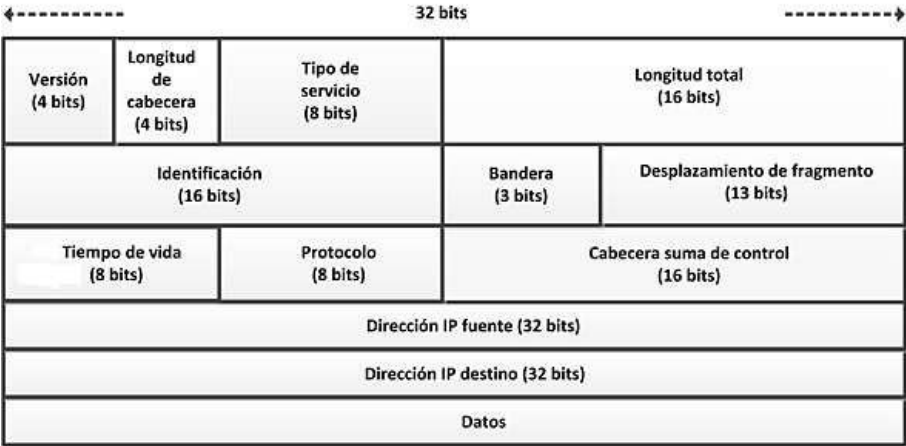 32 bits
Versión
(4 bits)
Longitud
de
cabecera
(4 bits)
Tipo de
servicio
(8 bits)
Longitud total
(16 bits)
Identificación
(16 bits)
Bandera
(3 bits)
Desplazamiento de fragmento
(13 bits)
Tiempo de vida
(8 bits)
Protocolo
(8 bits)
Cabecera suma de control
(16 bits)
Dirección IP fuente (32 bits)
Dirección IP destino (32 bits)
Datos